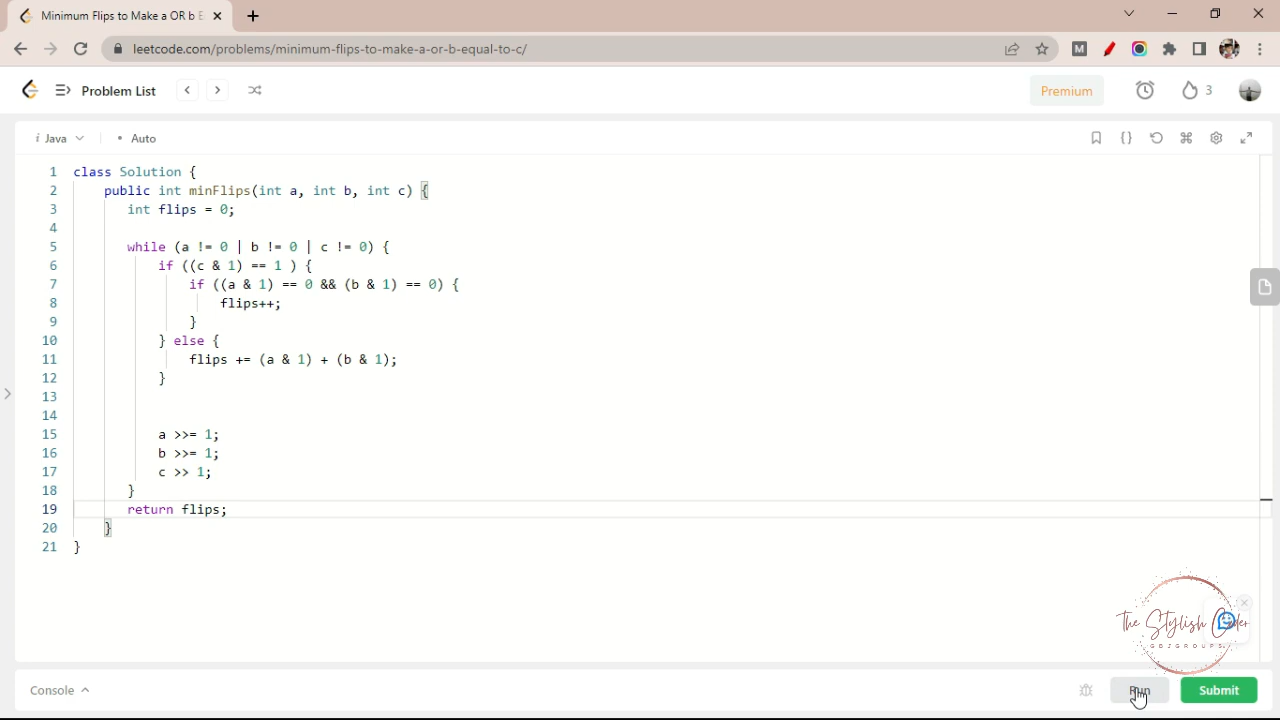 Minimum Flips to Make a OR b E
leetcode.com/problems/minimum-flips-to-make-a-or-b-equal-to-c/
M
Problem List
Premium
3
i Java
• Auto
1 class Solution {
2 public int minFlips(int a, int b, int c) {
3 int flips = 0;
4
5 while (a != 0 | b != 0 | c != 0) {
6 if ((c & 1) == 1 ) {
7 if ((a & 1) == 0 && (b & 1) == 0) {
8 flips++;
9 }
10 } else {
11 flips += (a & 1) + (b & 1);
12 }
13
14
15 a >>= 1;
16 b >>= 1;
17 c >> 1;
18 }
19 return flips;
20 }
21 }
The Stylish Coder
GBJGROUPS
Console
Run
Submit